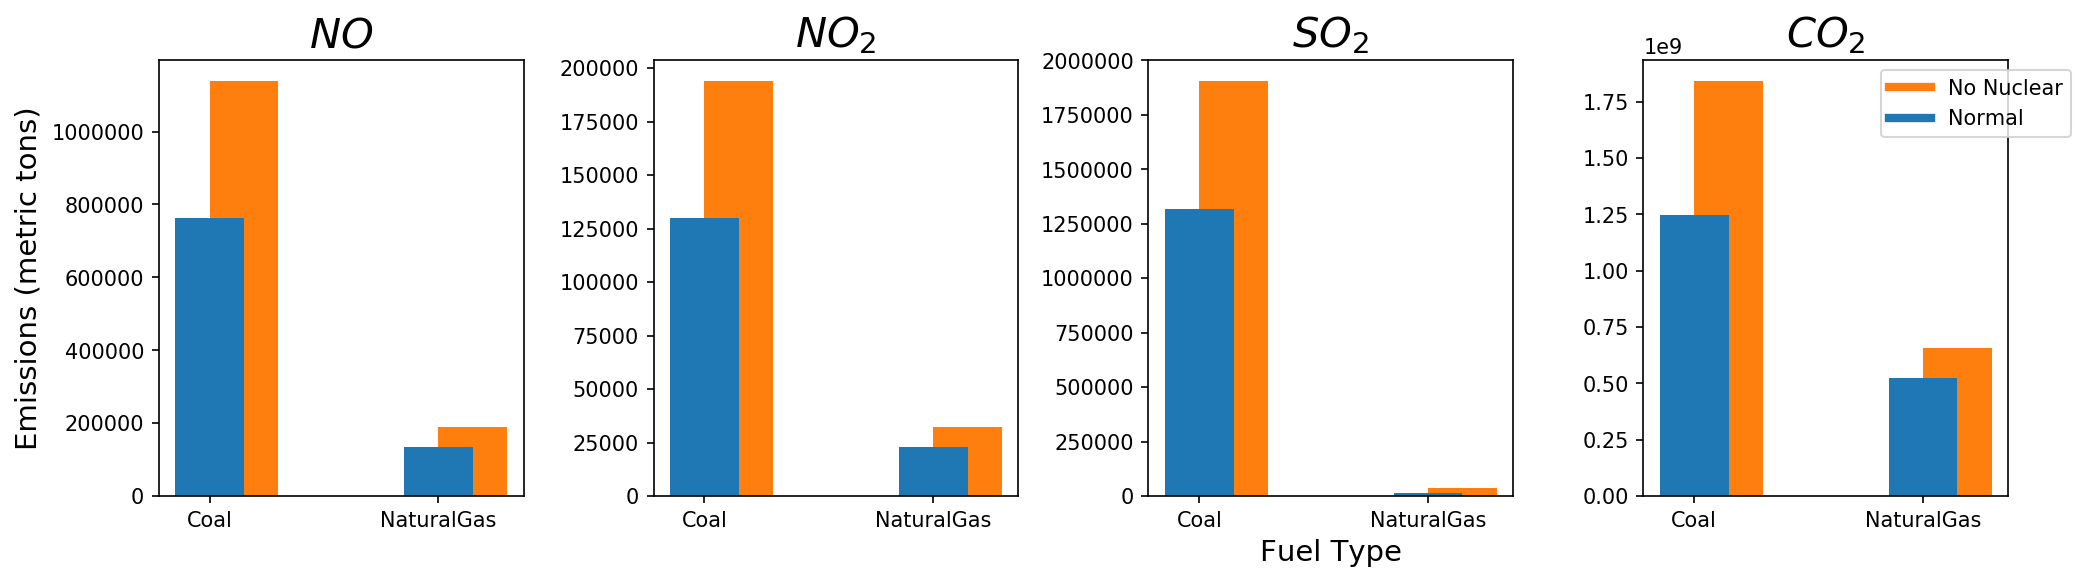 NO
NO2
SO2
CO2
Emissions (metric tons)
1000000
800000
600000
400000
200000
0
Coal
NaturalGas
200000
175000
150000
125000
100000
75000
50000
25000
0
Coal
NaturalGas
2000000
1750000
1500000
1250000
1000000
750000
500000
250000
0
Coal
NaturalGas
Fuel Type
1e9
1.75
1.50
1.25
1.00
0.75
0.50
0.25
0.00
Coal
NaturalGas
No Nuclear
Normal